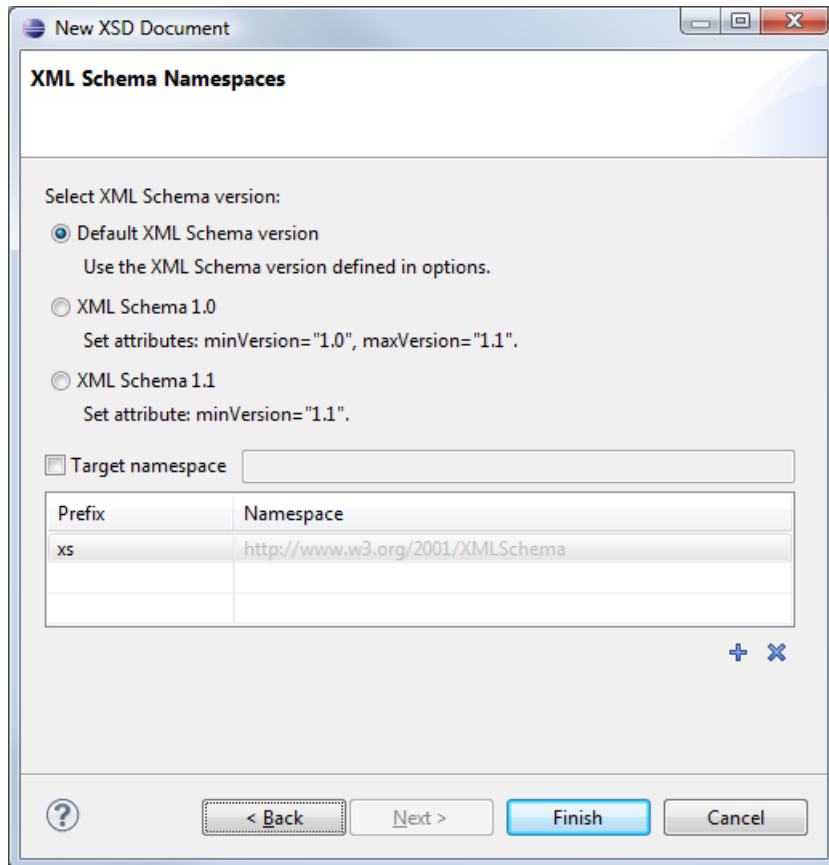 New XSD Document
XML Schema Namespaces
Select XML Schema version:
Default XML Schema version
Use the XML Schema version defined in options.
XML Schema 1.0
Set attributes: minVersion="1.0", maxVersion="1.1".
XML Schema 1.1
Set attribute: minVersion="1.1".
Target namespace
Prefix Namespace
xs http://www.w3.org/2001/XMLSchema
< Back Next > Finish Cancel